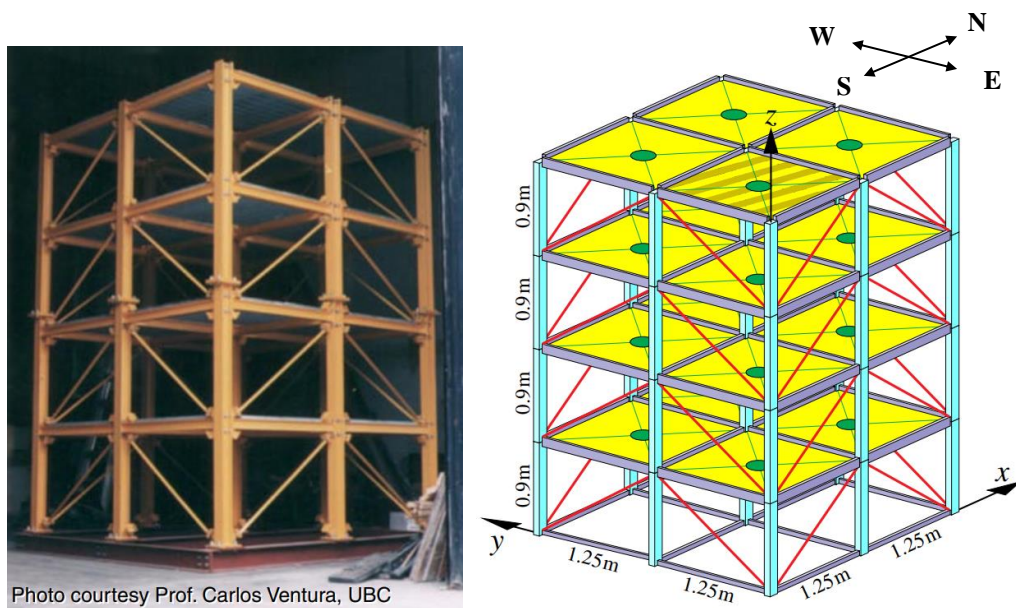 Photo courtesy Prof. Carlos Ventura, UBC
W
N
S
E
z
0.9m
0.9m
0.9m
0.9m
x
y
1.25m
1.25m
1.25m
1.25m